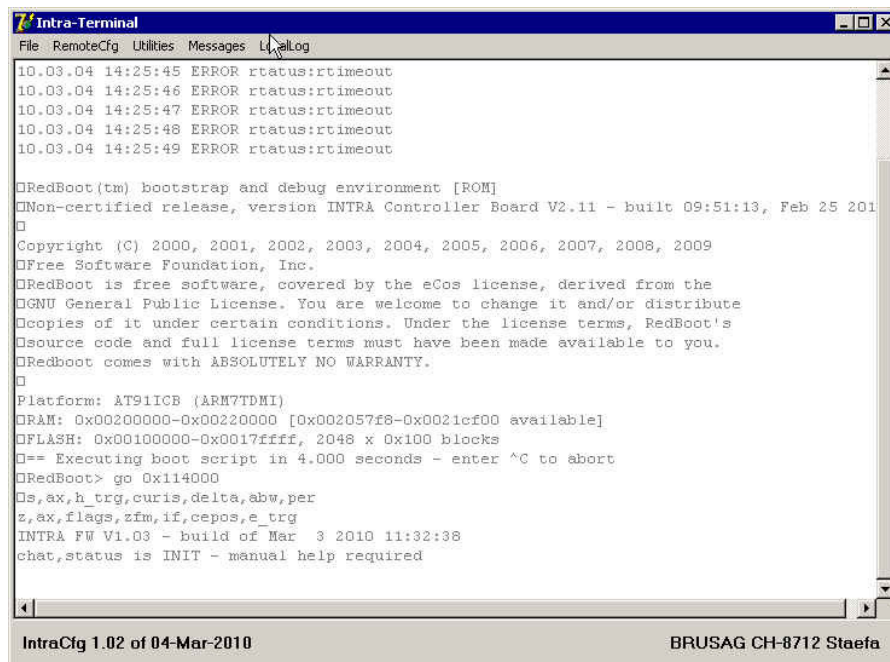 Intra-Terminal
File RemoteCfg Utilities Messages LocalLog
10.03.04 14:25:45 ERROR rtatus:rtimeout
10.03.04 14:25:46 ERROR rtatus:rtimeout
10.03.04 14:25:47 ERROR rtatus:rtimeout
10.03.04 14:25:48 ERROR rtatus:rtimeout
10.03.04 14:25:49 ERROR rtatus:rtimeout
RedBoot(tm) bootstrap and debug environment [ROM]
Non-certified release, version INTRA Controller Board V2.11 - built 09:51:13, Feb 25 201
Copyright (C) 2000, 2001, 2002, 2003, 2004, 2005, 2006, 2007, 2008, 2009
Free Software Foundation, Inc.
RedBoot is free software, covered by the eCos license, derived from the
GNU General Public License. You are welcome to change it and/or distribute
copies of it under certain conditions. Under the license terms, RedBoot's
source code and full license terms must have been made available to you.
Redboot comes with ABSOLUTELY NO WARRANTY.
Platform: AT91ICB (ARM7TDMI)
RAM: 0x00200000-0x00220000 [0x002057f8-0x0021cf00 available]
FLASH: 0x00100000-0x0017ffff, 2048 x 0x100 blocks
== Executing boot script in 4.000 seconds - enter ^C to abort
RedBoot> go 0x114000
s,ax,h_trg,curis,delta,abw,per
z,ax,flags,zfm,if,cepos,e_trg
INTRA FW V1.03 - build of Mar  3 2010 11:32:38
chat,status is INIT - manual help required
IntraCfg 1.02 of 04-Mar-2010
BRUSAG CH-8712 Staefa